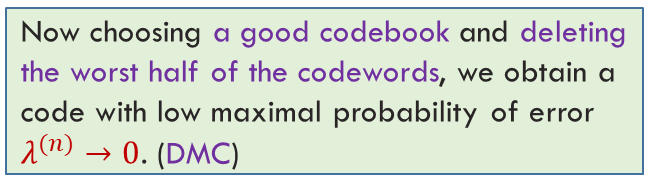 Now choosing a good codebook and deleting
the worst half of the codewords, we obtain a
code with low maximal probability of error
λ⁽ⁿ⁾ → 0. (DMC)